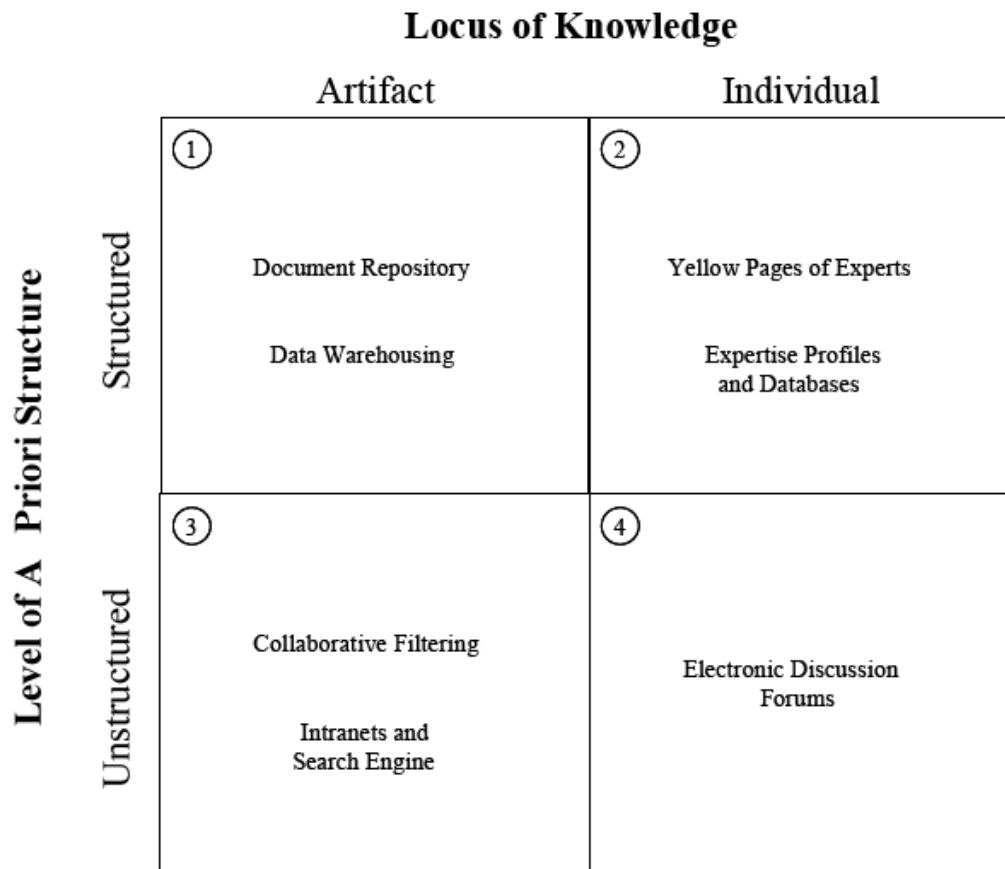 Locus of Knowledge
Artifact
Individual
Level of A Priori Structure
Structured
1
Document Repository
Data Warehousing
2
Yellow Pages of Experts
Expertise Profiles
and Databases
Unstructured
3
Collaborative Filtering
Intranets and
Search Engine
4
Electronic Discussion
Forums